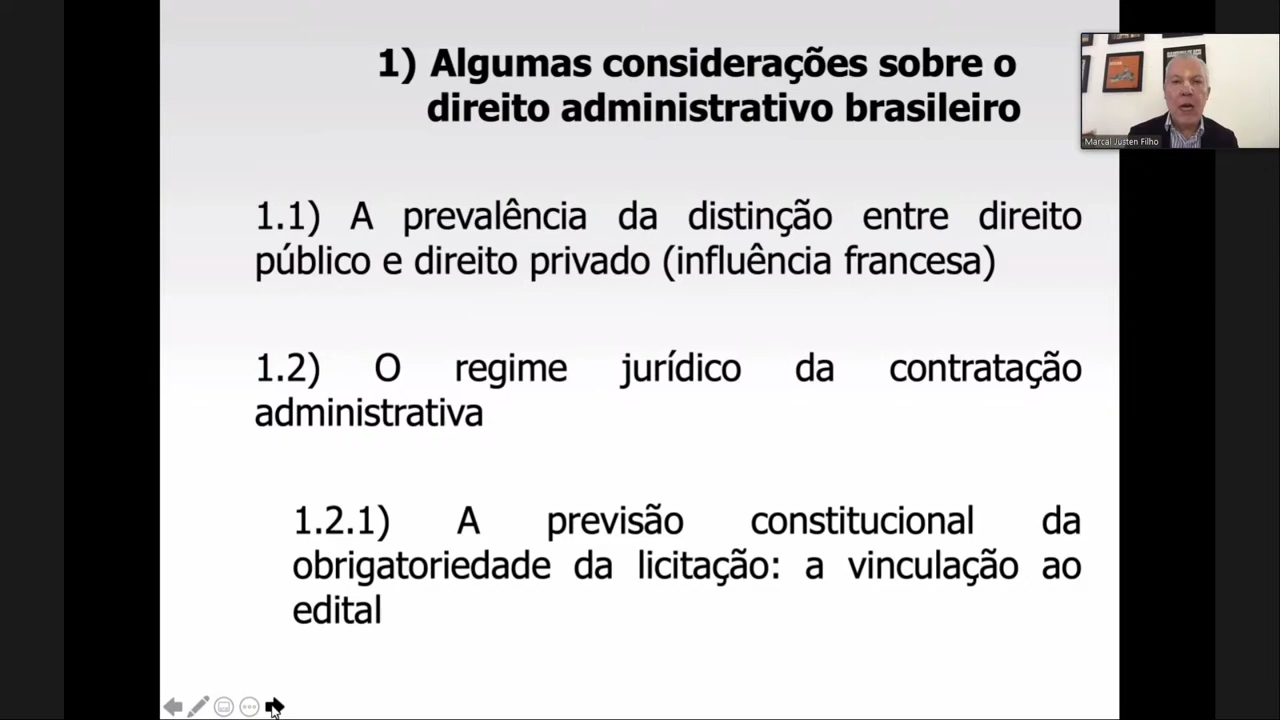 1) Algumas considerações sobre o
direito administrativo brasileiro
Marcal Justen Filho
1.1) A prevalência da distinção entre direito
público e direito privado (influência francesa)
1.2) O regime jurídico da contratação
administrativa
1.2.1) A previsão constitucional da
obrigatoriedade da licitação: a vinculação ao
edital